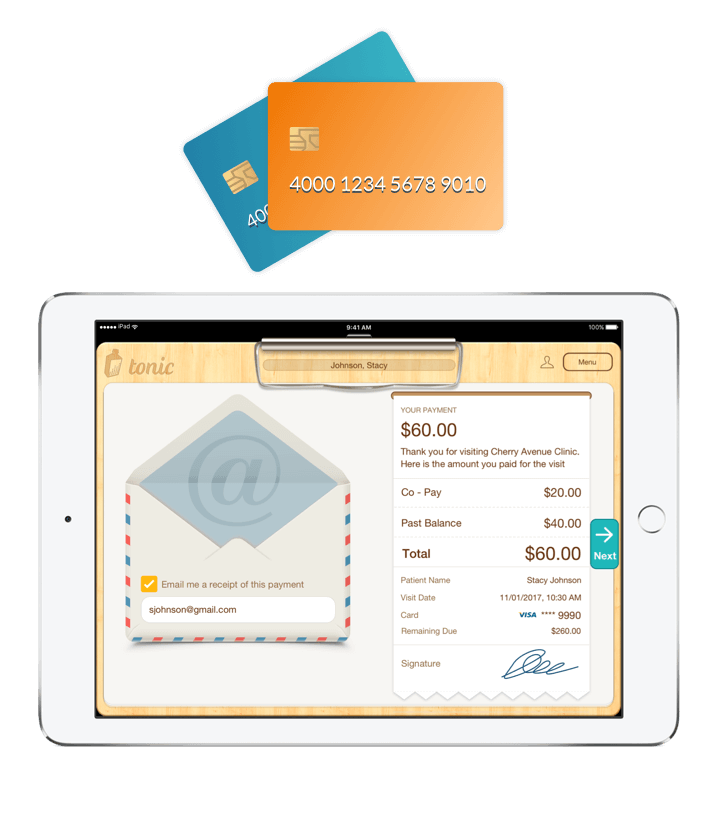 4000 1234 5678 9010
400
iPad
9:41 AM
100%
tonic
Johnson, Stacy
Menu
YOUR PAYMENT
$60.00
Thank you for visiting Cherry Avenue Clinic.
Here is the amount you paid for the visit
Co - Pay $20.00
Past Balance $40.00
Total $60.00
Next
@
Email me a receipt of this payment
sjohnson@gmail.com
Patient Name Stacy Johnson
Visit Date 11/01/2017, 10:30 AM
Card VISA **** 9990
Remaining Due $260.00
Signature